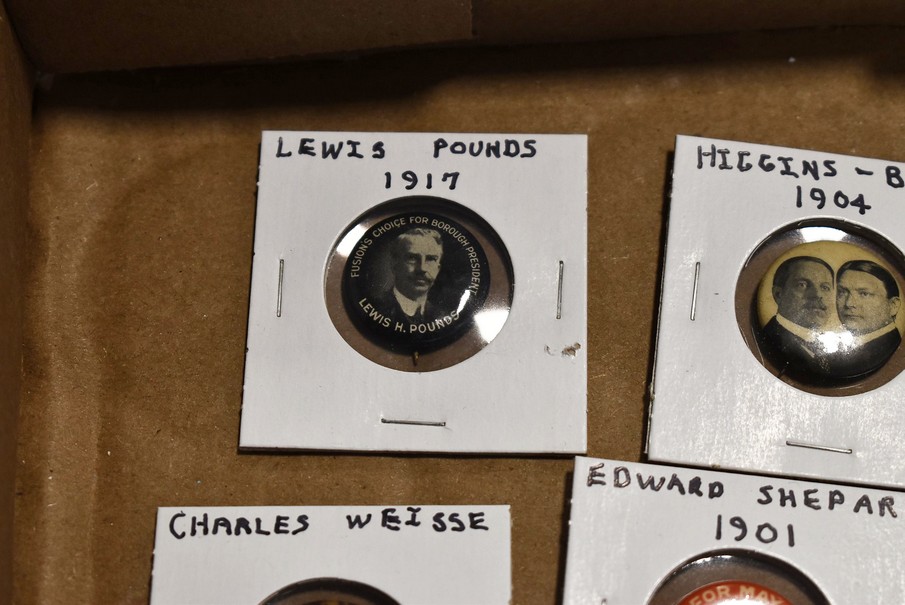 LEWIS POUNDS
1917
FUSION'S CHOICE FOR BOROUGH PRESIDENT
LEWIS H. POUNDS
HIGGINS - B
1904
CHARLES WEISSE
EDWARD SHEPAR
1901
FOR MAY